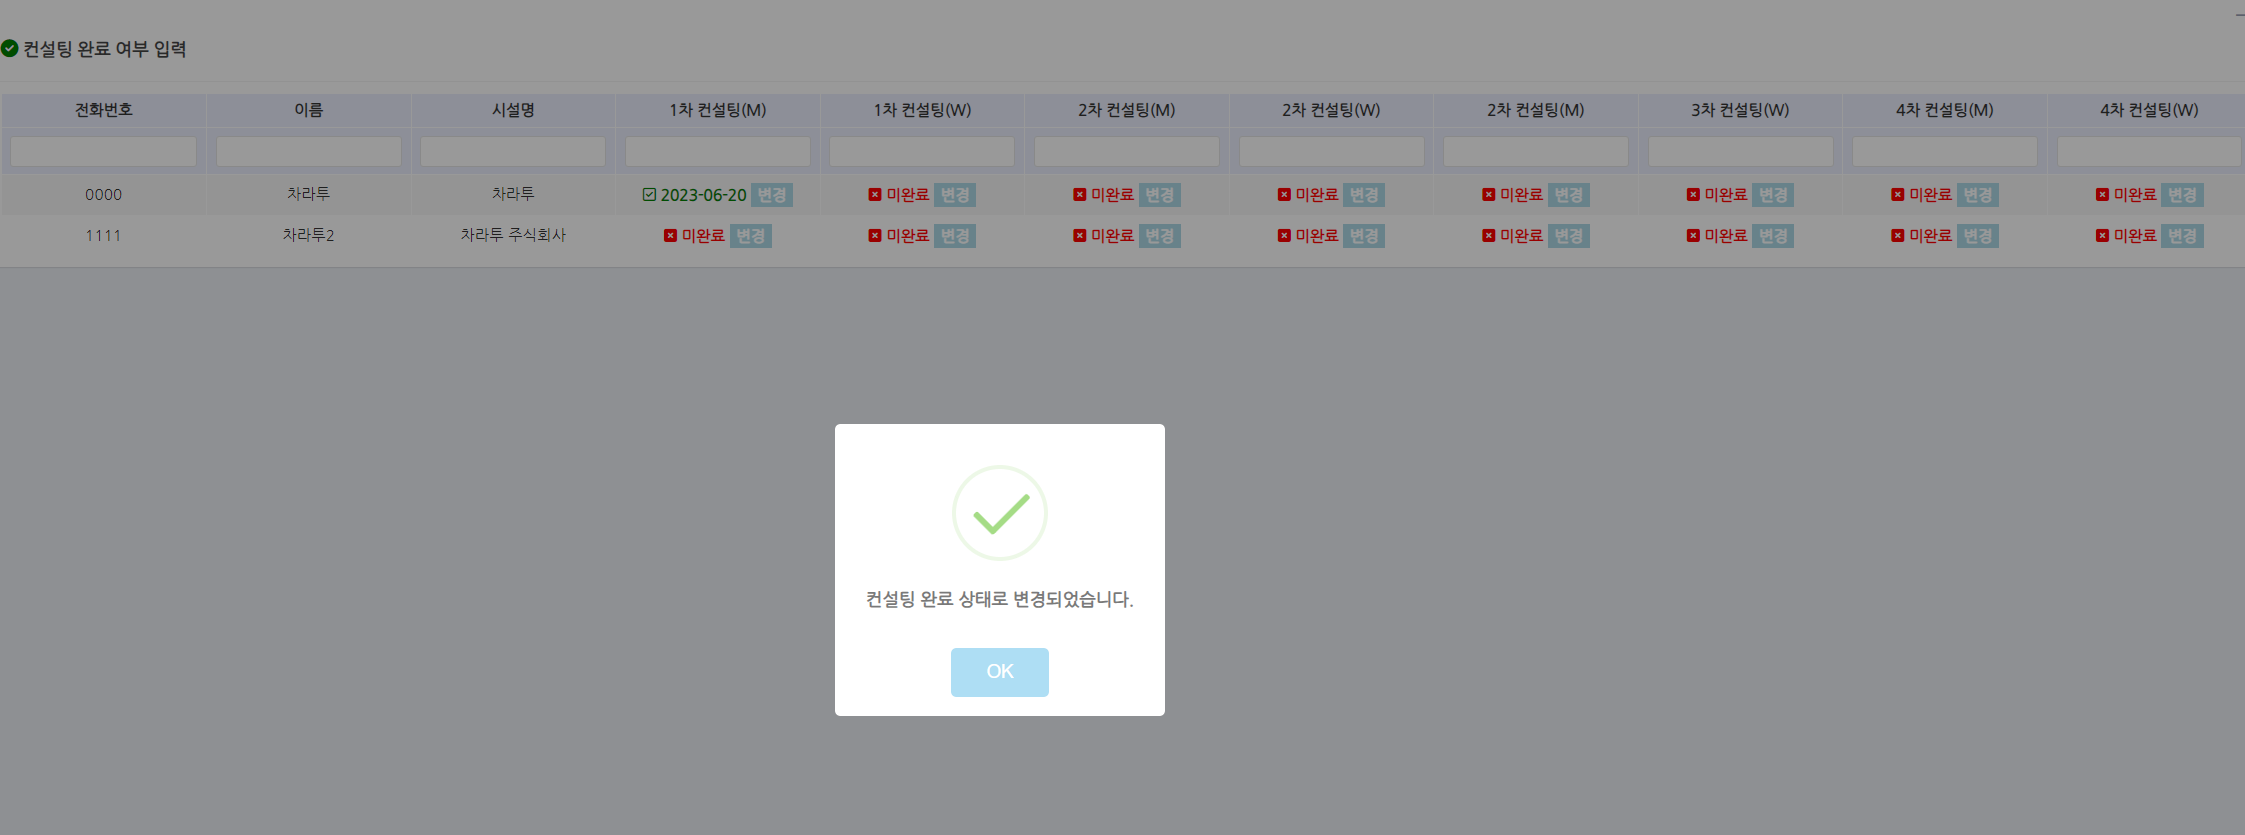 컨설팅 완료 여부 입력
전화번호 이름 시설명 1차 컨설팅(M) 1차 컨설팅(W) 2차 컨설팅(M) 2차 컨설팅(W) 2차 컨설팅(M) 3차 컨설팅(W) 4차 컨설팅(M) 4차 컨설팅(W)
0000 차라투 차라투 2023-06-20 변경 미완료 변경 미완료 변경 미완료 변경 미완료 변경 미완료 변경 미완료 변경 미완료 변경
1111 차라투2 차라투 주식회사 미완료 변경 미완료 변경 미완료 변경 미완료 변경 미완료 변경 미완료 변경 미완료 변경 미완료 변경
컨설팅 완료 상태로 변경되었습니다.
OK